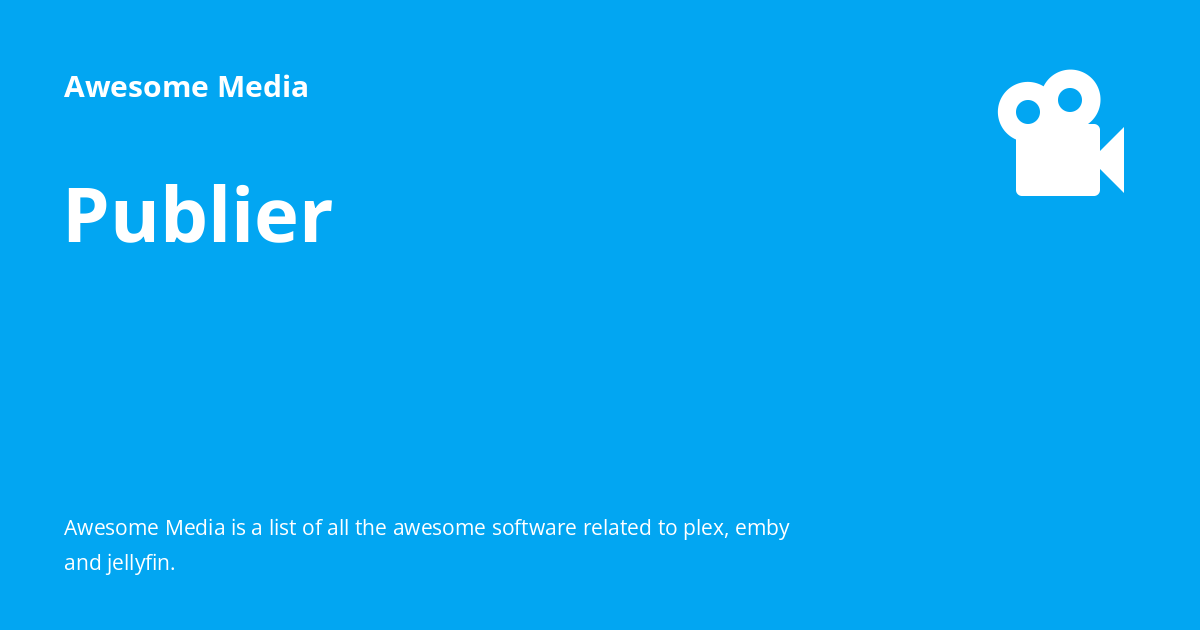 Awesome Media
Publier
Awesome Media is a list of all the awesome software related to plex, emby
and jellyfin.